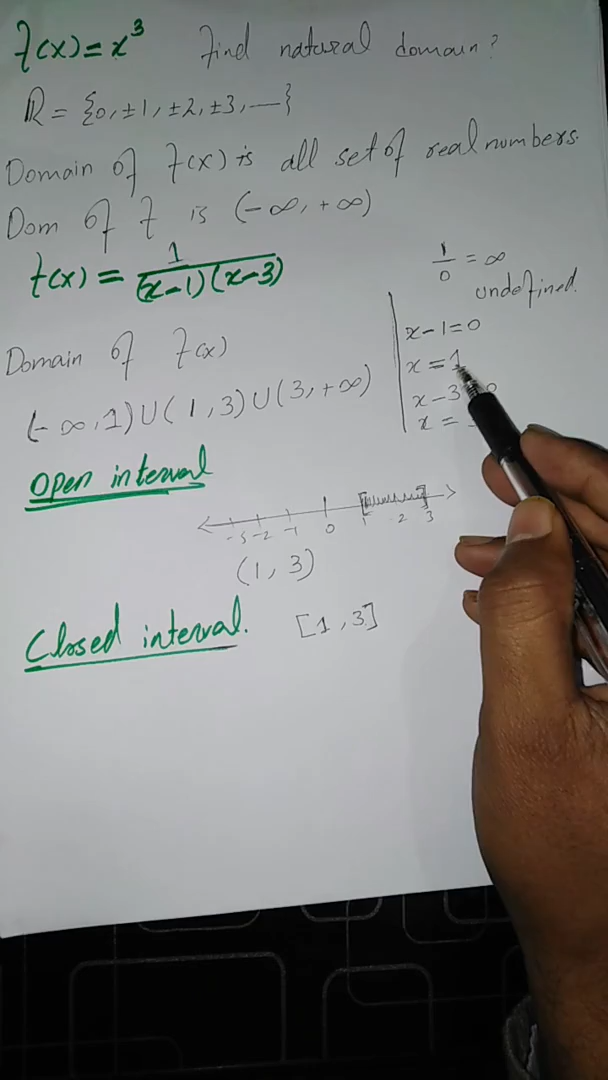 f(x) = x³ Find natural domain?
ℝ = {0, ±1, ±2, ±3, —}
Domain of f(x) is all set of real numbers.
Dom of f is (-∞, +∞)
f(x) = 1/(x-1)(x-3)
1/0 = ∞
undefined.
x-1=0
x=1
x-3 0
x =
Domain of f(x)
(-∞, 1) U (1, 3) U (3, +∞)
Open interval
-3 -2 -1 0 1 2 3
(1, 3)
Closed interval. [1, 3]